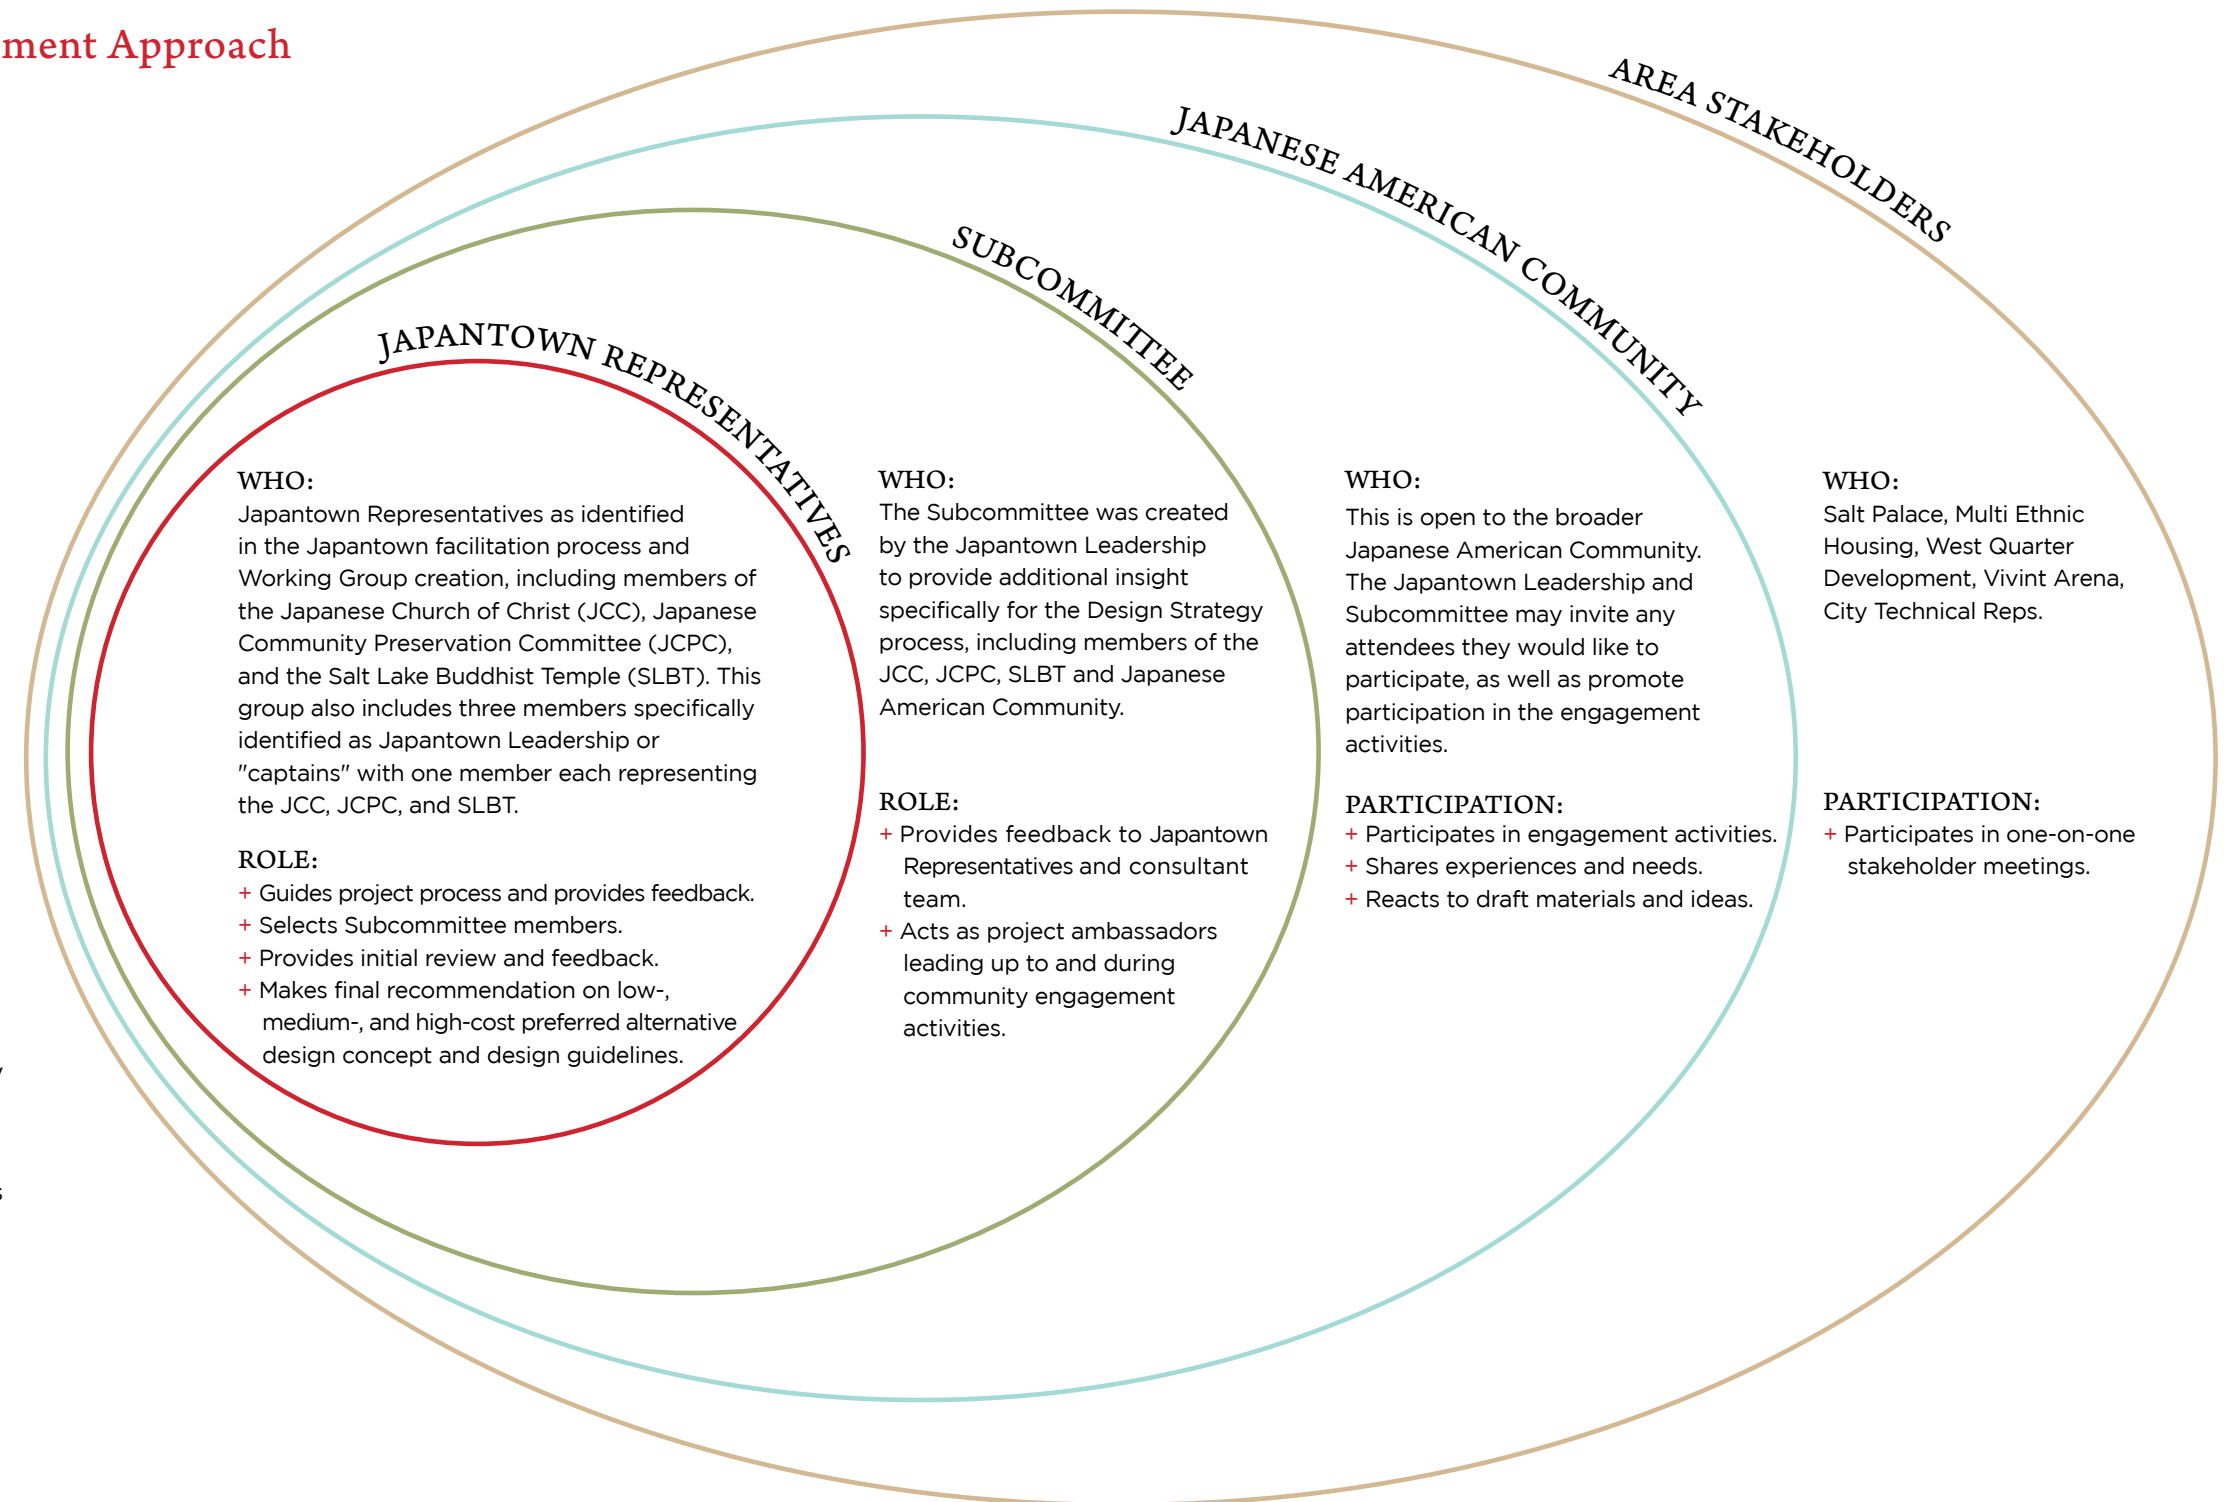 ment Approach
AREA STAKEHOLDERS
JAPANESE AMERICAN COMMUNITY
SUBCOMMITTEE
JAPANTOWN REPRESENTATIVES
WHO:
Japantown Representatives as identified
in the Japantown facilitation process and
Working Group creation, including members of
the Japanese Church of Christ (JCC), Japanese
Community Preservation Committee (JCPC),
and the Salt Lake Buddhist Temple (SLBT). This
group also includes three members specifically
identified as Japantown Leadership or
"captains" with one member each representing
the JCC, JCPC, and SLBT.
ROLE:
+ Guides project process and provides feedback.
+ Selects Subcommittee members.
+ Provides initial review and feedback.
+ Makes final recommendation on low-,
medium-, and high-cost preferred alternative
design concept and design guidelines.
WHO:
The Subcommittee was created
by the Japantown Leadership
to provide additional insight
specifically for the Design Strategy
process, including members of the
JCC, JCPC, SLBT and Japanese
American Community.
ROLE:
+ Provides feedback to Japantown
Representatives and consultant
team.
+ Acts as project ambassadors
leading up to and during
community engagement
activities.
WHO:
This is open to the broader
Japanese American Community.
The Japantown Leadership and
Subcommittee may invite any
attendees they would like to
participate, as well as promote
participation in the engagement
activities.
PARTICIPATION:
+ Participates in engagement activities.
+ Shares experiences and needs.
+ Reacts to draft materials and ideas.
WHO:
Salt Palace, Multi Ethnic
Housing, West Quarter
Development, Vivint Arena,
City Technical Reps.
PARTICIPATION:
+ Participates in one-on-one
stakeholder meetings.